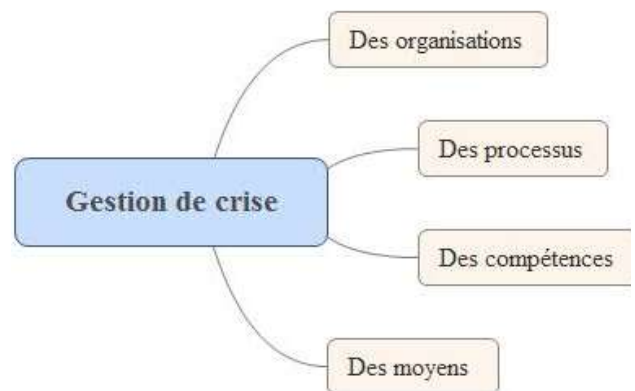 Des organisations
Des processus
Gestion de crise
Des compétences
Des moyens